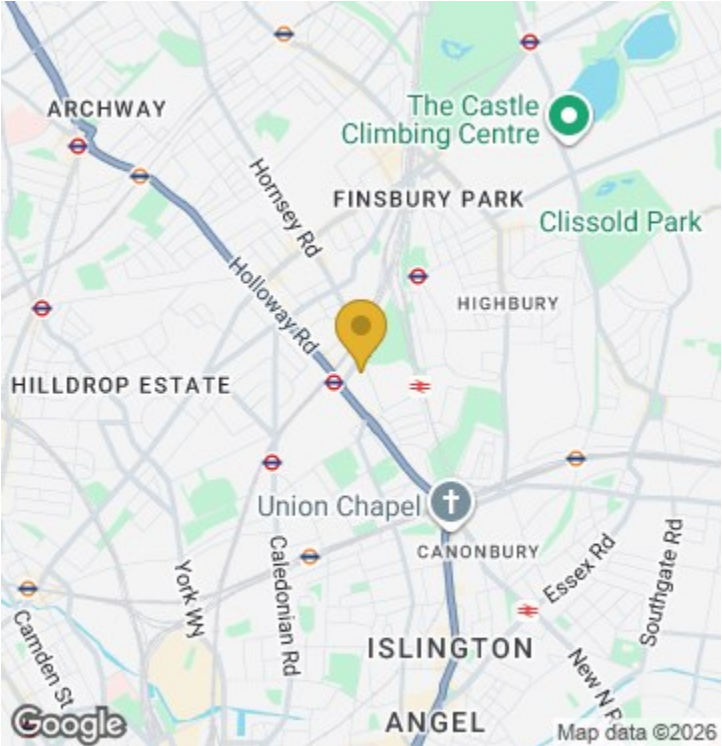 ARCHWAY
The Castle
Climbing Centre
Hornsey Rd
FINSBURY PARK
Clissold Park
Holloway Rd
HIGHBURY
HILLDROP ESTATE
Union Chapel
CANONBURY
Caledonian Rd
York Wy
Essex Rd
Southgate Rd
Camden St
ISLINGTON
New N R
ANGEL
Google
Map data ©2026